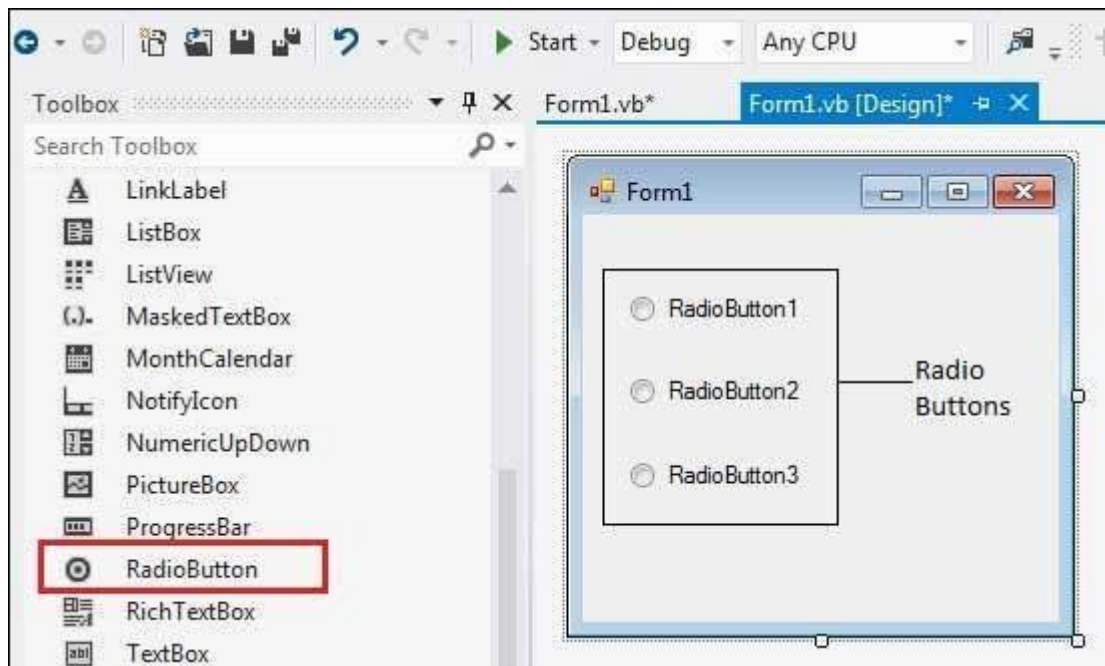 Start Debug Any CPU
Toolbox
Form1.vb* Form1.vb [Design]*
Search Toolbox
LinkLabel
ListBox
ListView
MaskedTextBox
MonthCalendar
NotifyIcon
NumericUpDown
PictureBox
ProgressBar
RadioButton
RichTextBox
TextBox
Form1
RadioButton1
RadioButton2
RadioButton3
Radio
Buttons